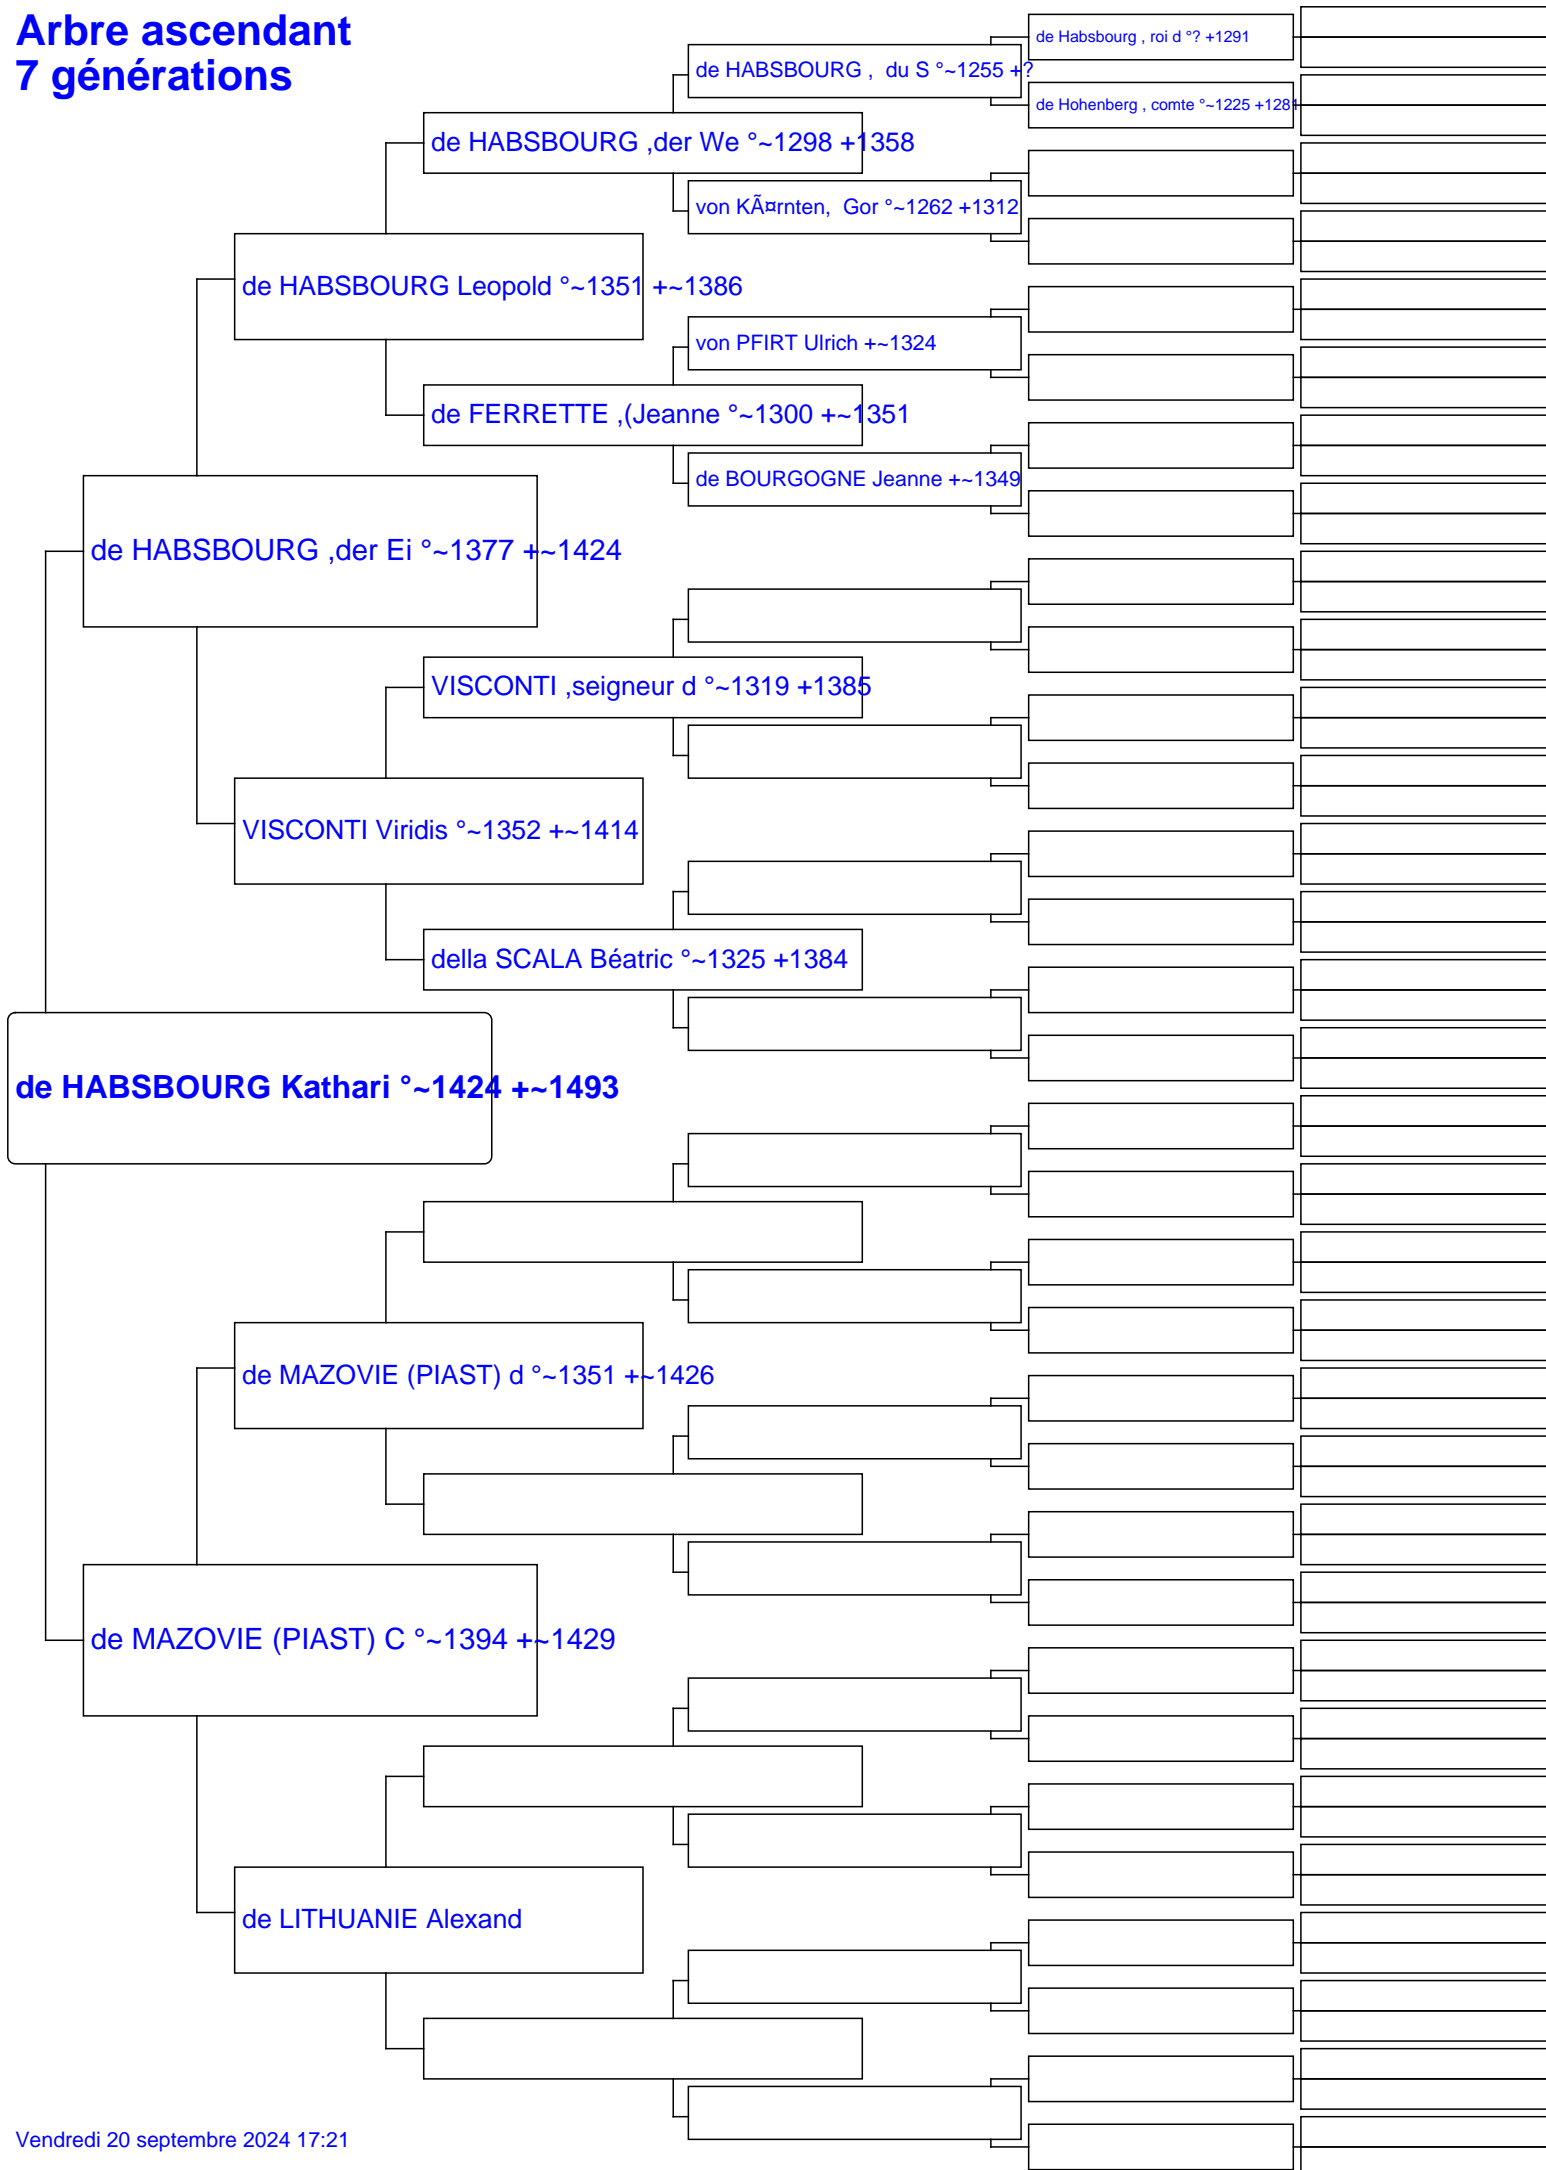 Arbre ascendant
7 générations
de Habsbourg , roi d °? +1291
de HABSBOURG ,  du S °~1255 +?
de Hohenberg , comte °~1225 +1281
de HABSBOURG ,der We °~1298 +1358
von KÃ¤rnten,  Gor °~1262 +1312
de HABSBOURG Leopold °~1351 +~1386
von PFIRT Ulrich +~1324
de FERRETTE ,(Jeanne °~1300 +~1351
de BOURGOGNE Jeanne +~1349
de HABSBOURG ,der Ei °~1377 +~1424
VISCONTI ,seigneur d °~1319 +1385
VISCONTI Viridis °~1352 +~1414
della SCALA Béatric °~1325 +1384
de HABSBOURG Kathari °~1424 +~1493
de MAZOVIE (PIAST) d °~1351 +~1426
de MAZOVIE (PIAST) C °~1394 +~1429
de LITHUANIE Alexand
Vendredi 20 septembre 2024 17:21